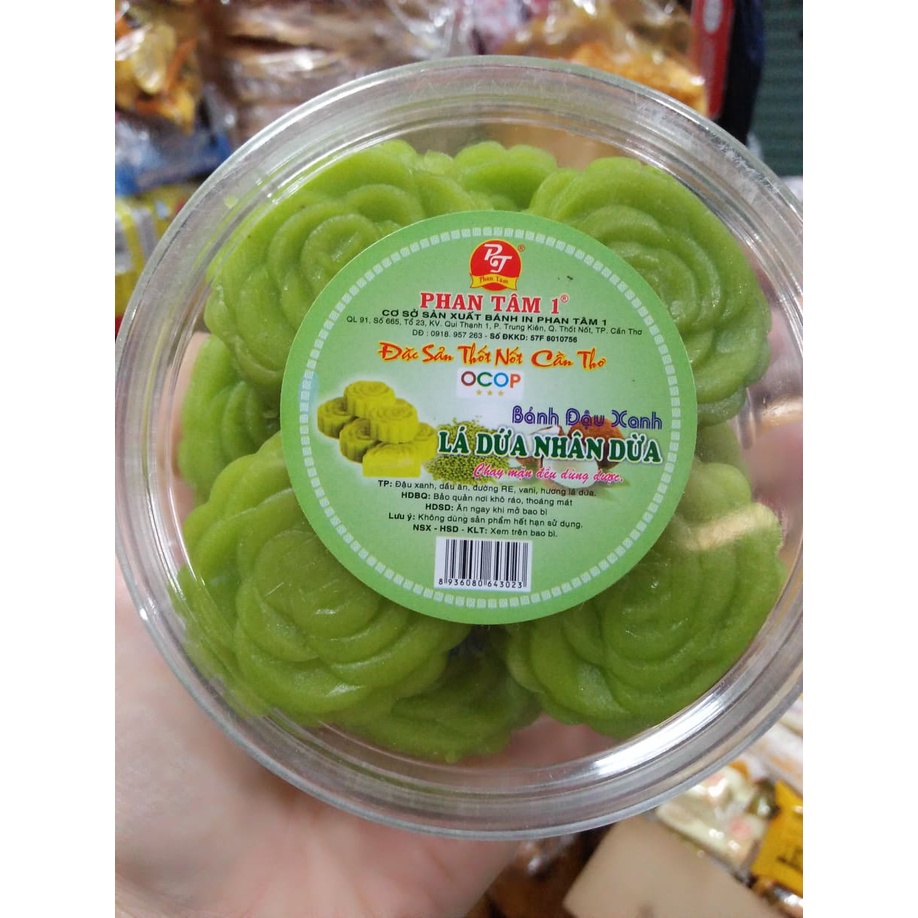 PT®
Phan Tâm
PHAN TÂM 1®
CƠ SỞ SẢN XUẤT BÁNH IN PHAN TÂM 1
QL 91, Số 665, Tổ 23, KV. Qui Thạnh 1, P. Trung Kiên, Q. Thốt Nốt, TP. Cần Thơ
DĐ : 0918. 957 263 - Số ĐKKD: 57F 8010756
Đặc Sản Thốt Nốt Cần Thơ
OCOP
Bánh Đậu Xanh
LÁ DỨA NHÂN DỪA
Chay mặn đều dùng được.
TP: Đậu xanh, dầu ăn, đường RE, vani, hương lá dứa.
HDBQ: Bảo quản nơi khô ráo, thoáng mát
HDSD: Ăn ngay khi mở bao bì
Lưu ý: Không dùng sản phẩm hết hạn sử dụng.
NSX - HSD - KLT: Xem trên bao bì.
8 936080 643023